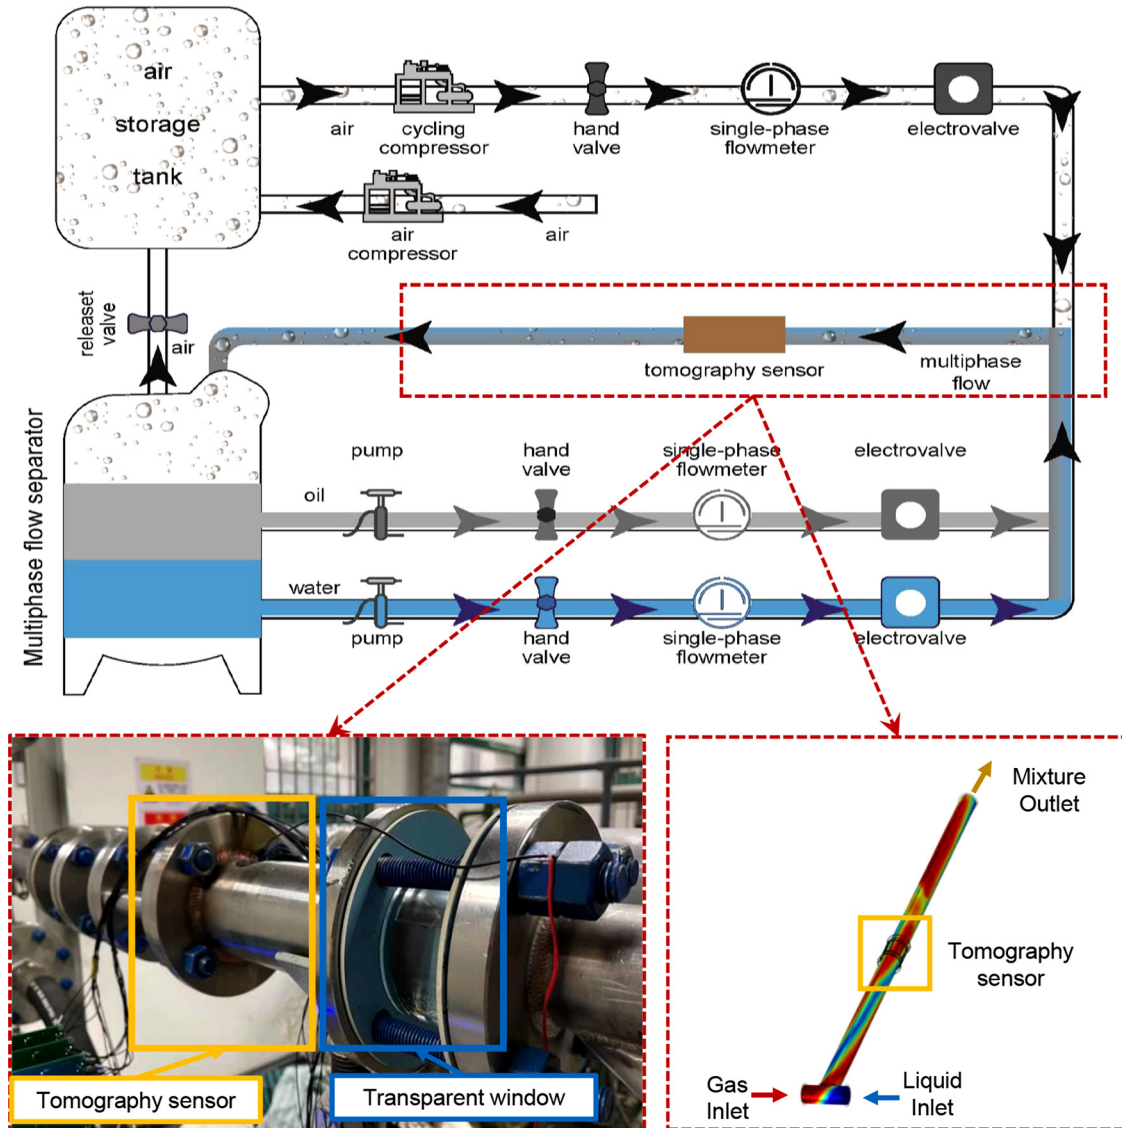 air
storage
tank
air
cycling
compressor
hand
valve
single-phase
flowmeter
electrovalve
air
compressor
air
releaset
valve
air
tomography sensor
multiphase
flow
Multiphase flow separator
pump
hand
valve
single-phase
flowmeter
electrovalve
oil
water
pump
hand
valve
single-phase
flowmeter
electrovalve
Tomography sensor
Transparent window
Mixture
Outlet
Tomography
sensor
Gas
Inlet
Liquid
Inlet